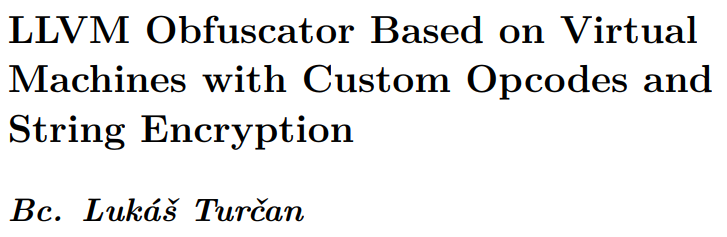 LLVM Obfuscator Based on Virtual
Machines with Custom Opcodes and
String Encryption
Bc. Lukáš Turčan